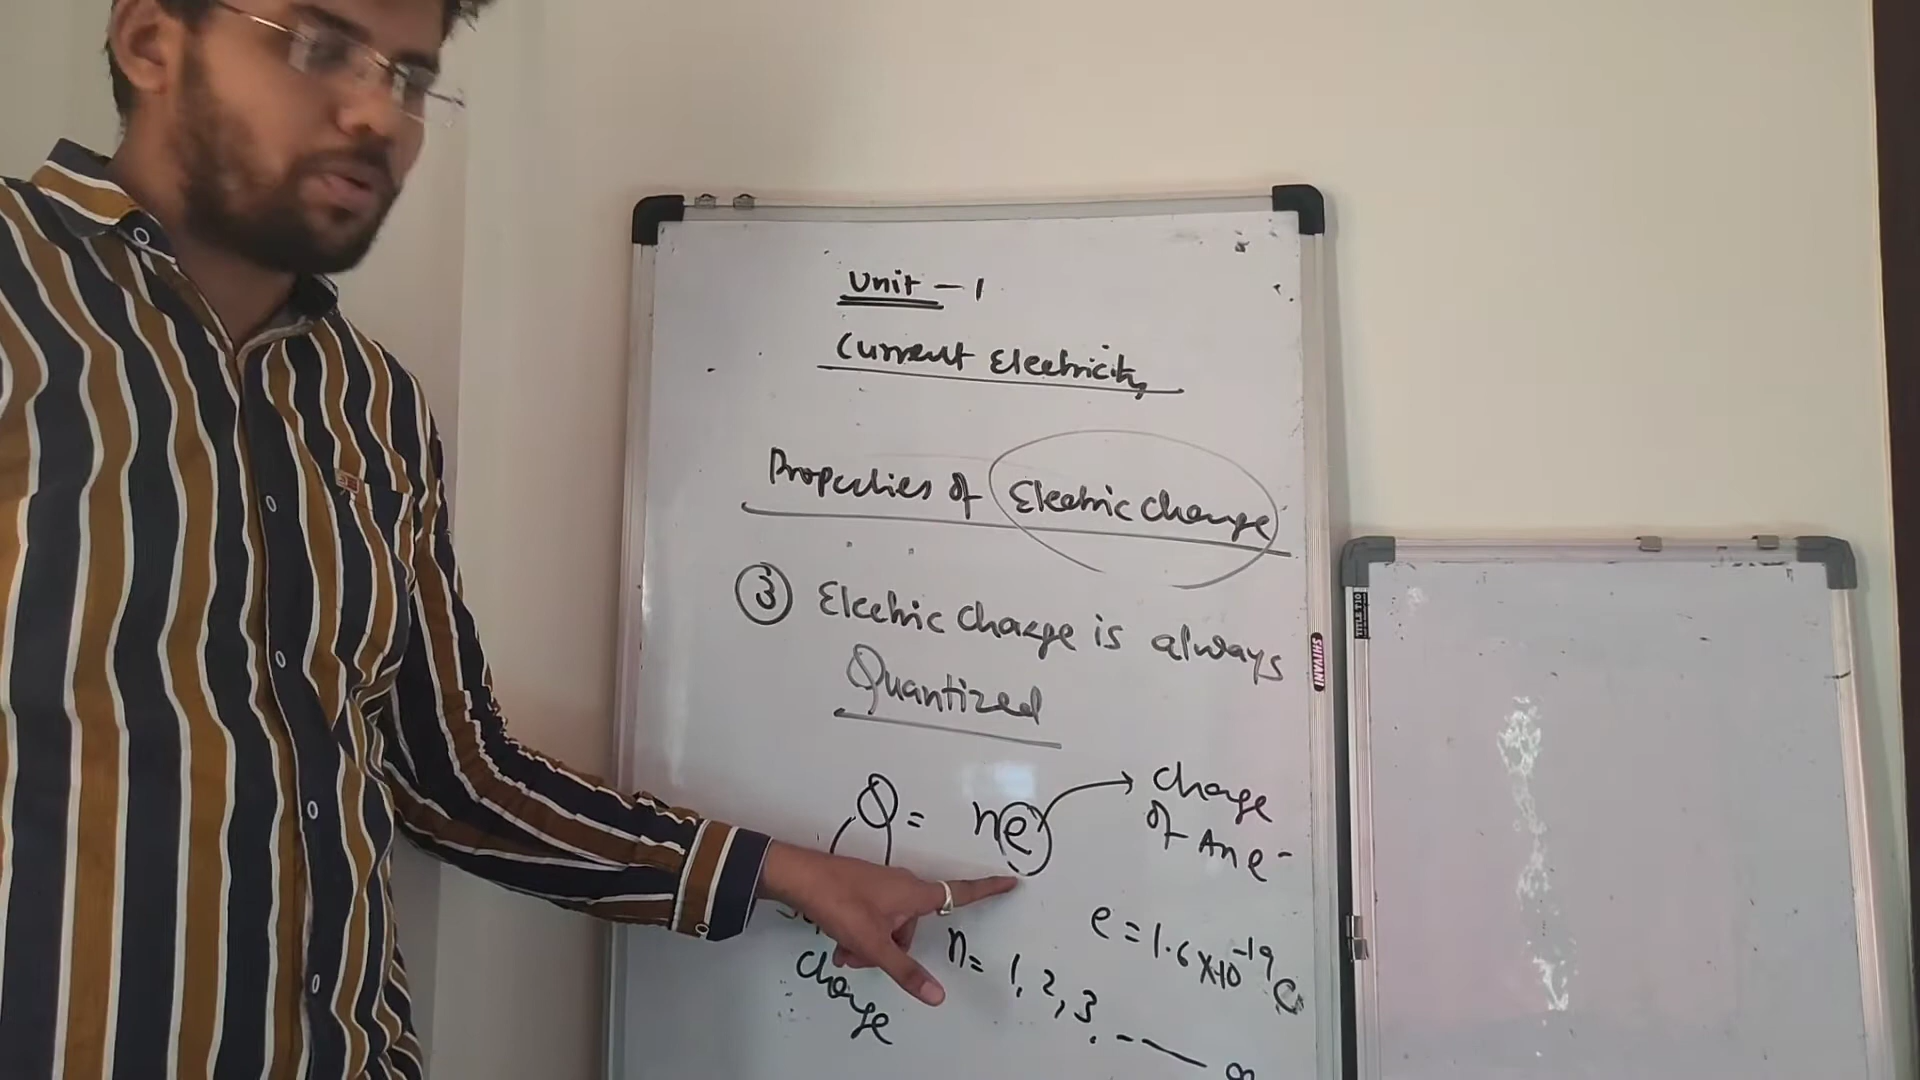 Unit - 1
Current Electricity
Properties of Electric Charge
③ Electric Charge is always
Quantized
Q = ne → Charge
of An e⁻
e = 1.6 × 10⁻¹⁹ C
Charge
n = 1, 2, 3 . - — ∞
SHIVANI